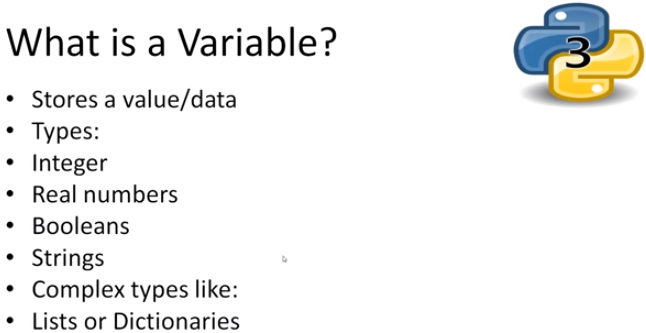 What is a Variable?
3
• Stores a value/data
• Types:
• Integer
• Real numbers
• Booleans
• Strings
• Complex types like:
• Lists or Dictionaries